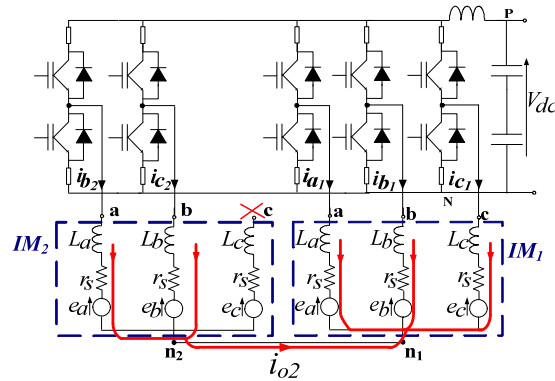 P
V_dc
i_b2 i_c2 i_a1 i_b1 i_c1
N
a b c a b c
IM_2 L_a L_b L_c L_a L_b L_c IM_1
r_s r_s r_s r_s r_s r_s
e_a e_b e_c e_a e_b e_c
n_2 n_1
i_o2